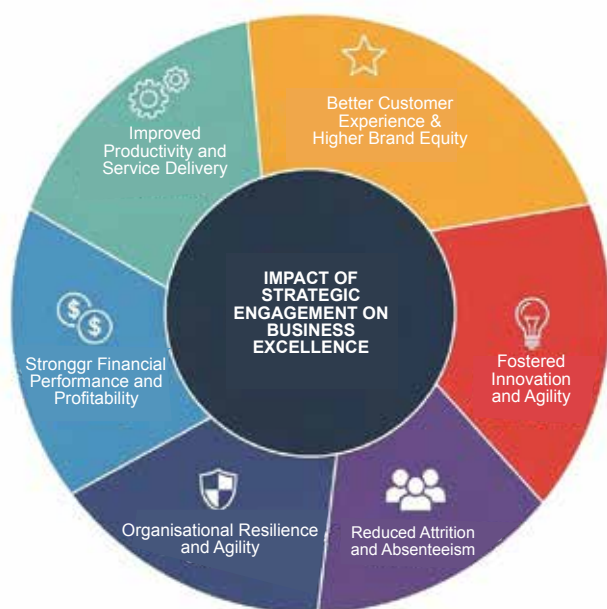 Better Customer
Experience &
Higher Brand Equity
Improved
Productivity and
Service Delivery
IMPACT OF
STRATEGIC
ENGAGEMENT ON
BUSINESS
EXCELLENCE
Stronggr Financial
Performance and
Profitability
Fostered
Innovation
and Agility
Organisational Resilience
and Agility
Reduced Attrition
and Absenteeism
$
$